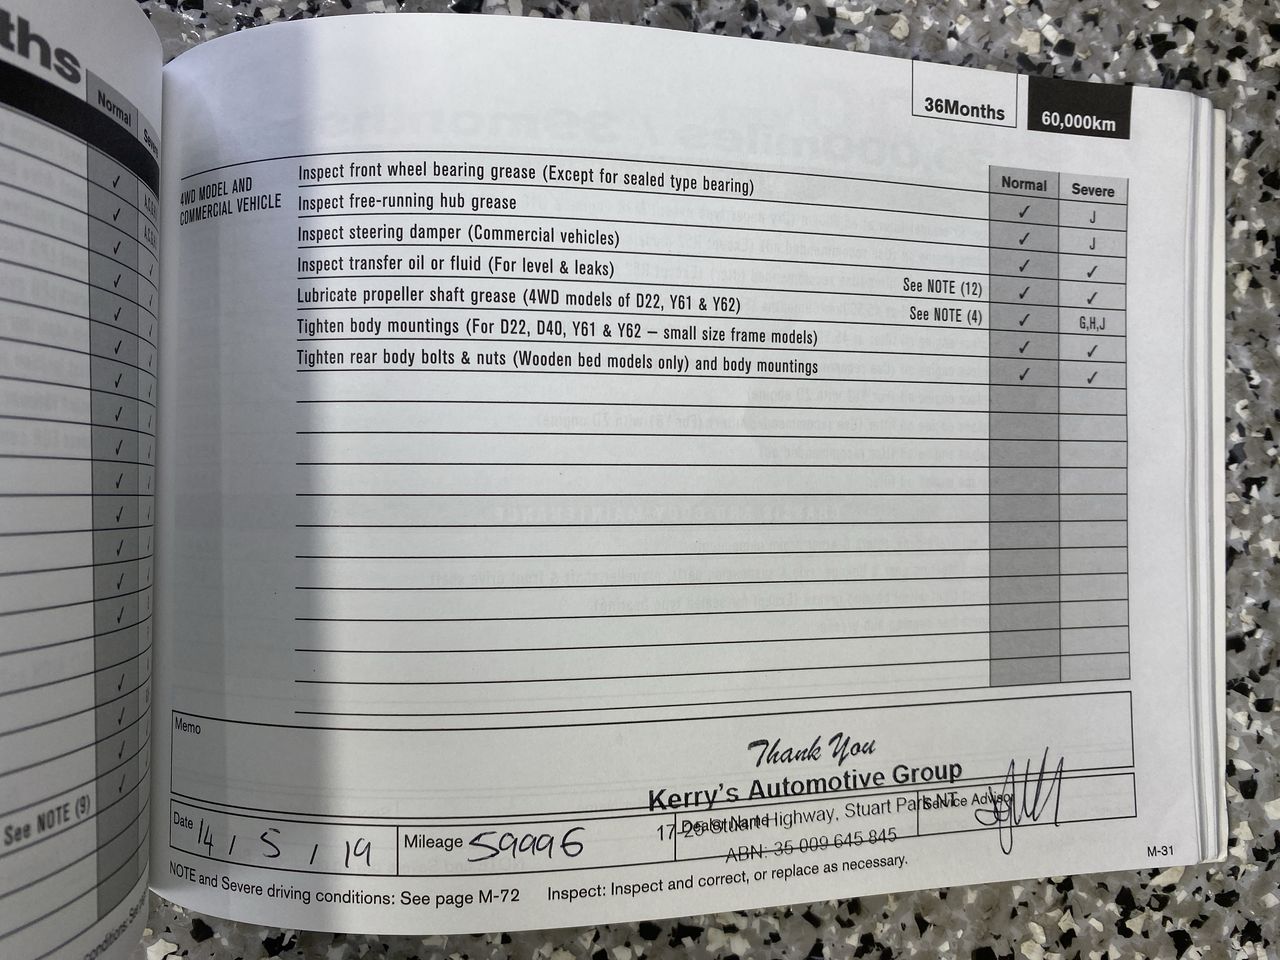 ths
Normal
See NOTE (9)
36Months
60,000km
4WD MODEL AND
COMMERCIAL VEHICLE
Normal
Severe
Inspect front wheel bearing grease (Except for sealed type bearing) ✓ J
Inspect free-running hub grease ✓ J
Inspect steering damper (Commercial vehicles) ✓ ✓
Inspect transfer oil or fluid (For level & leaks) See NOTE (12) ✓ ✓
Lubricate propeller shaft grease (4WD models of D22, Y61 & Y62) See NOTE (4) ✓ G,H,J
Tighten body mountings (For D22, D40, Y61 & Y62 – small size frame models) ✓ ✓
Tighten rear body bolts & nuts (Wooden bed models only) and body mountings ✓ ✓
Memo
Thank You
Kerry's Automotive Group
Stuart Highway, Stuart Park NT
ABN: 35 009 645 845
Date 14 / 5 / 19
Mileage 59996
Dealer Name
Service Advisor
NOTE and Severe driving conditions: See page M-72 Inspect: Inspect and correct, or replace as necessary.
M-31